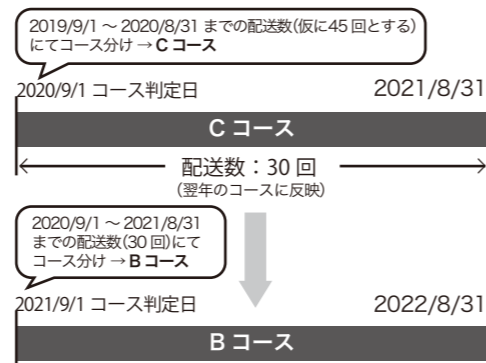 2019/9/1 ～ 2020/8/31 までの配送数(仮に45 回とする)
にてコース分け → C コース
2020/9/1 コース判定日 2021/8/31
C コース
配送数：30 回
(翌年のコースに反映)
2020/9/1 ～ 2021/8/31
までの配送数(30 回)にて
コース分け → B コース
2021/9/1 コース判定日 2022/8/31
B コース